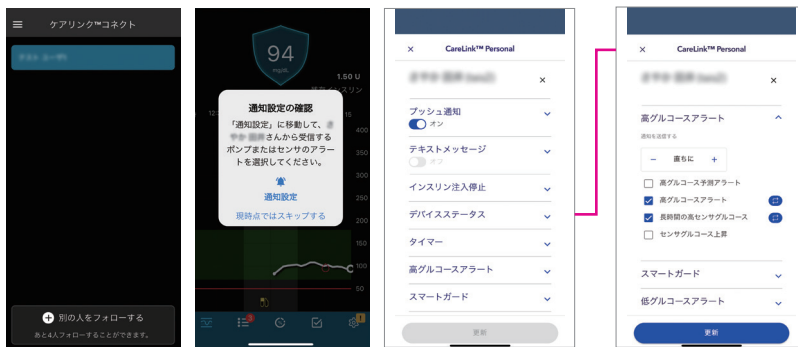 ケアリンク™コネクト
別の人をフォローする
あと4人フォローすることができます。
94
mg/dL
1.50 U
インスリン
12:
15
400
350
300
250
200
150
100
50
通知設定の確認
「通知設定」に移動して、
さんから受信する
ポンプまたはセンサのアラー
トを選択してください。
通知設定
現時点ではスキップする
3
!
× CareLink™ Personal
×
プッシュ通知
オン
テキストメッセージ
オフ
インスリン注入停止
デバイスステータス
タイマー
高グルコースアラート
スマートガード
更新
× CareLink™ Personal
×
高グルコースアラート
通知を送信する
− 直ちに +
高グルコース予測アラート
高グルコースアラート
長時間の高センサグルコース
センサグルコース上昇
スマートガード
低グルコースアラート
更新